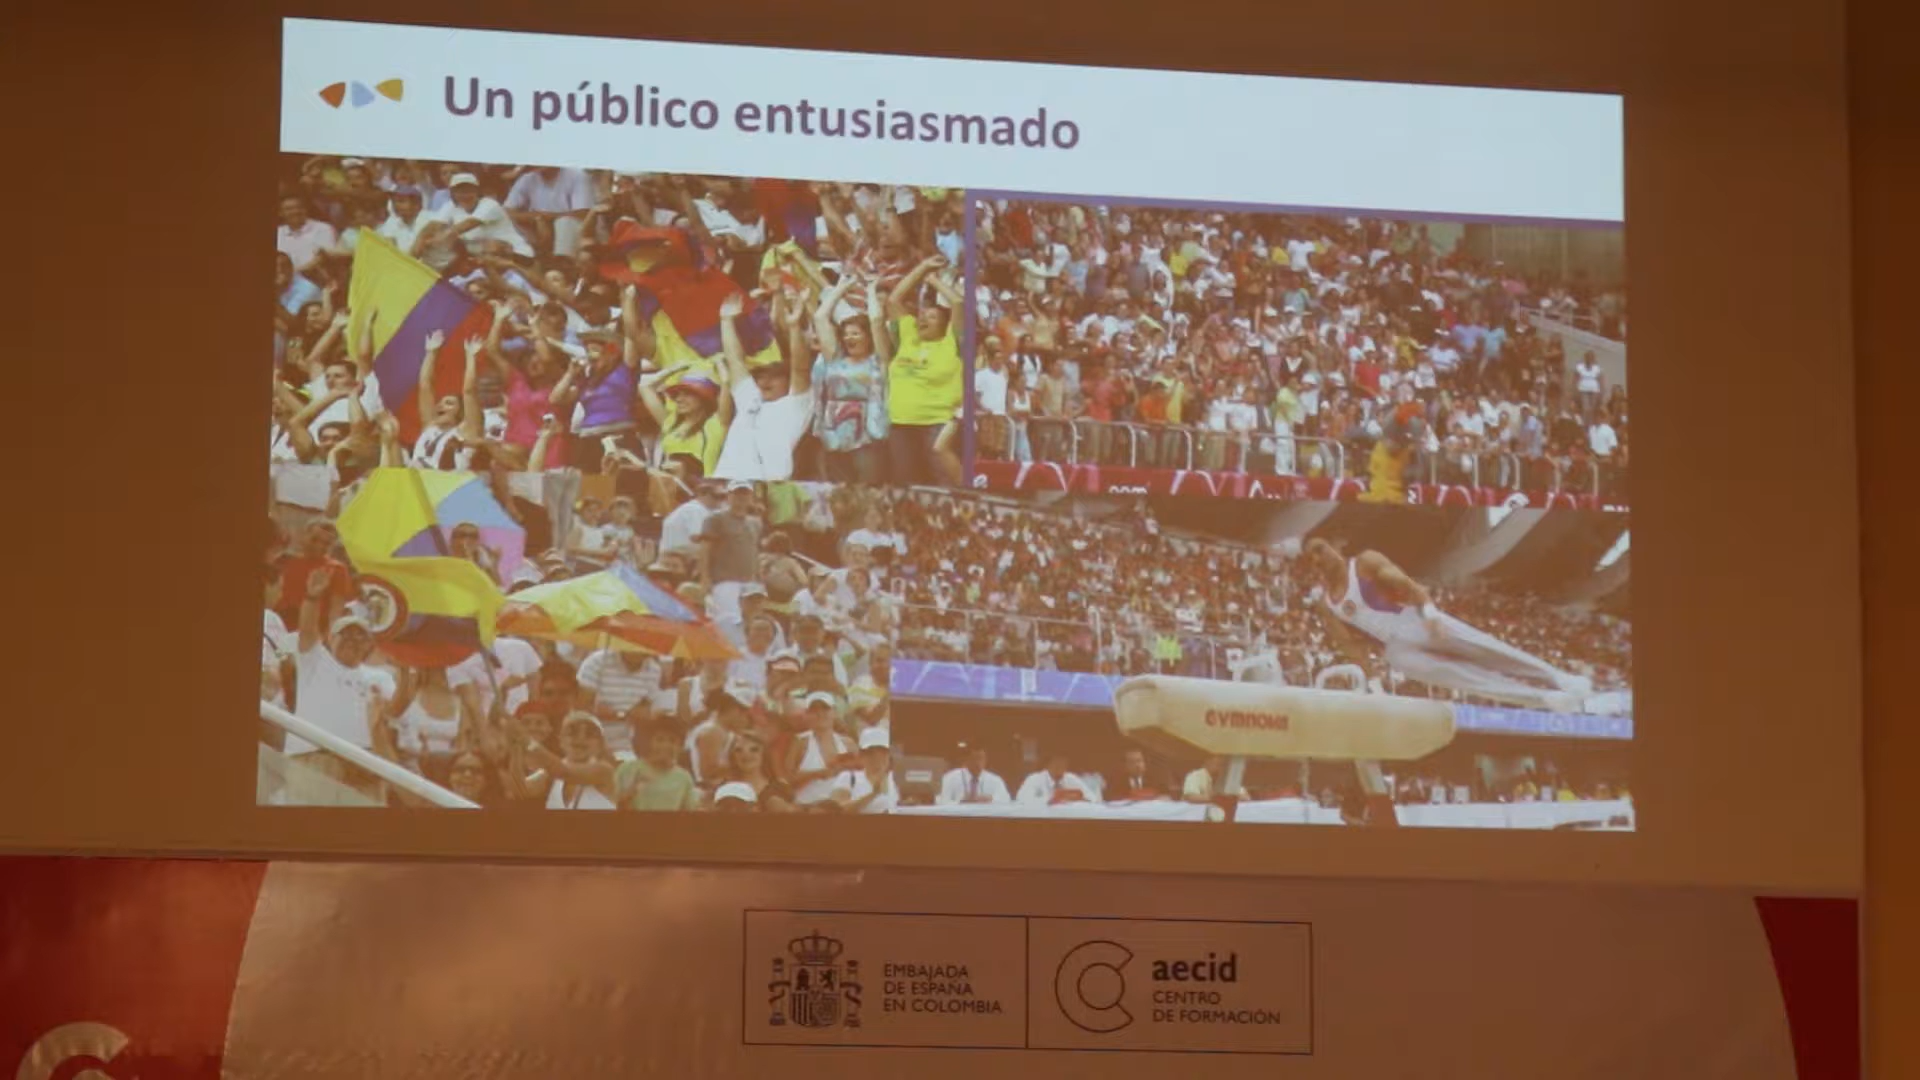 Un público entusiasmado
GYMNOVA
EMBAJADA
DE ESPAÑA
EN COLOMBIA
aecid
CENTRO
DE FORMACIÓN